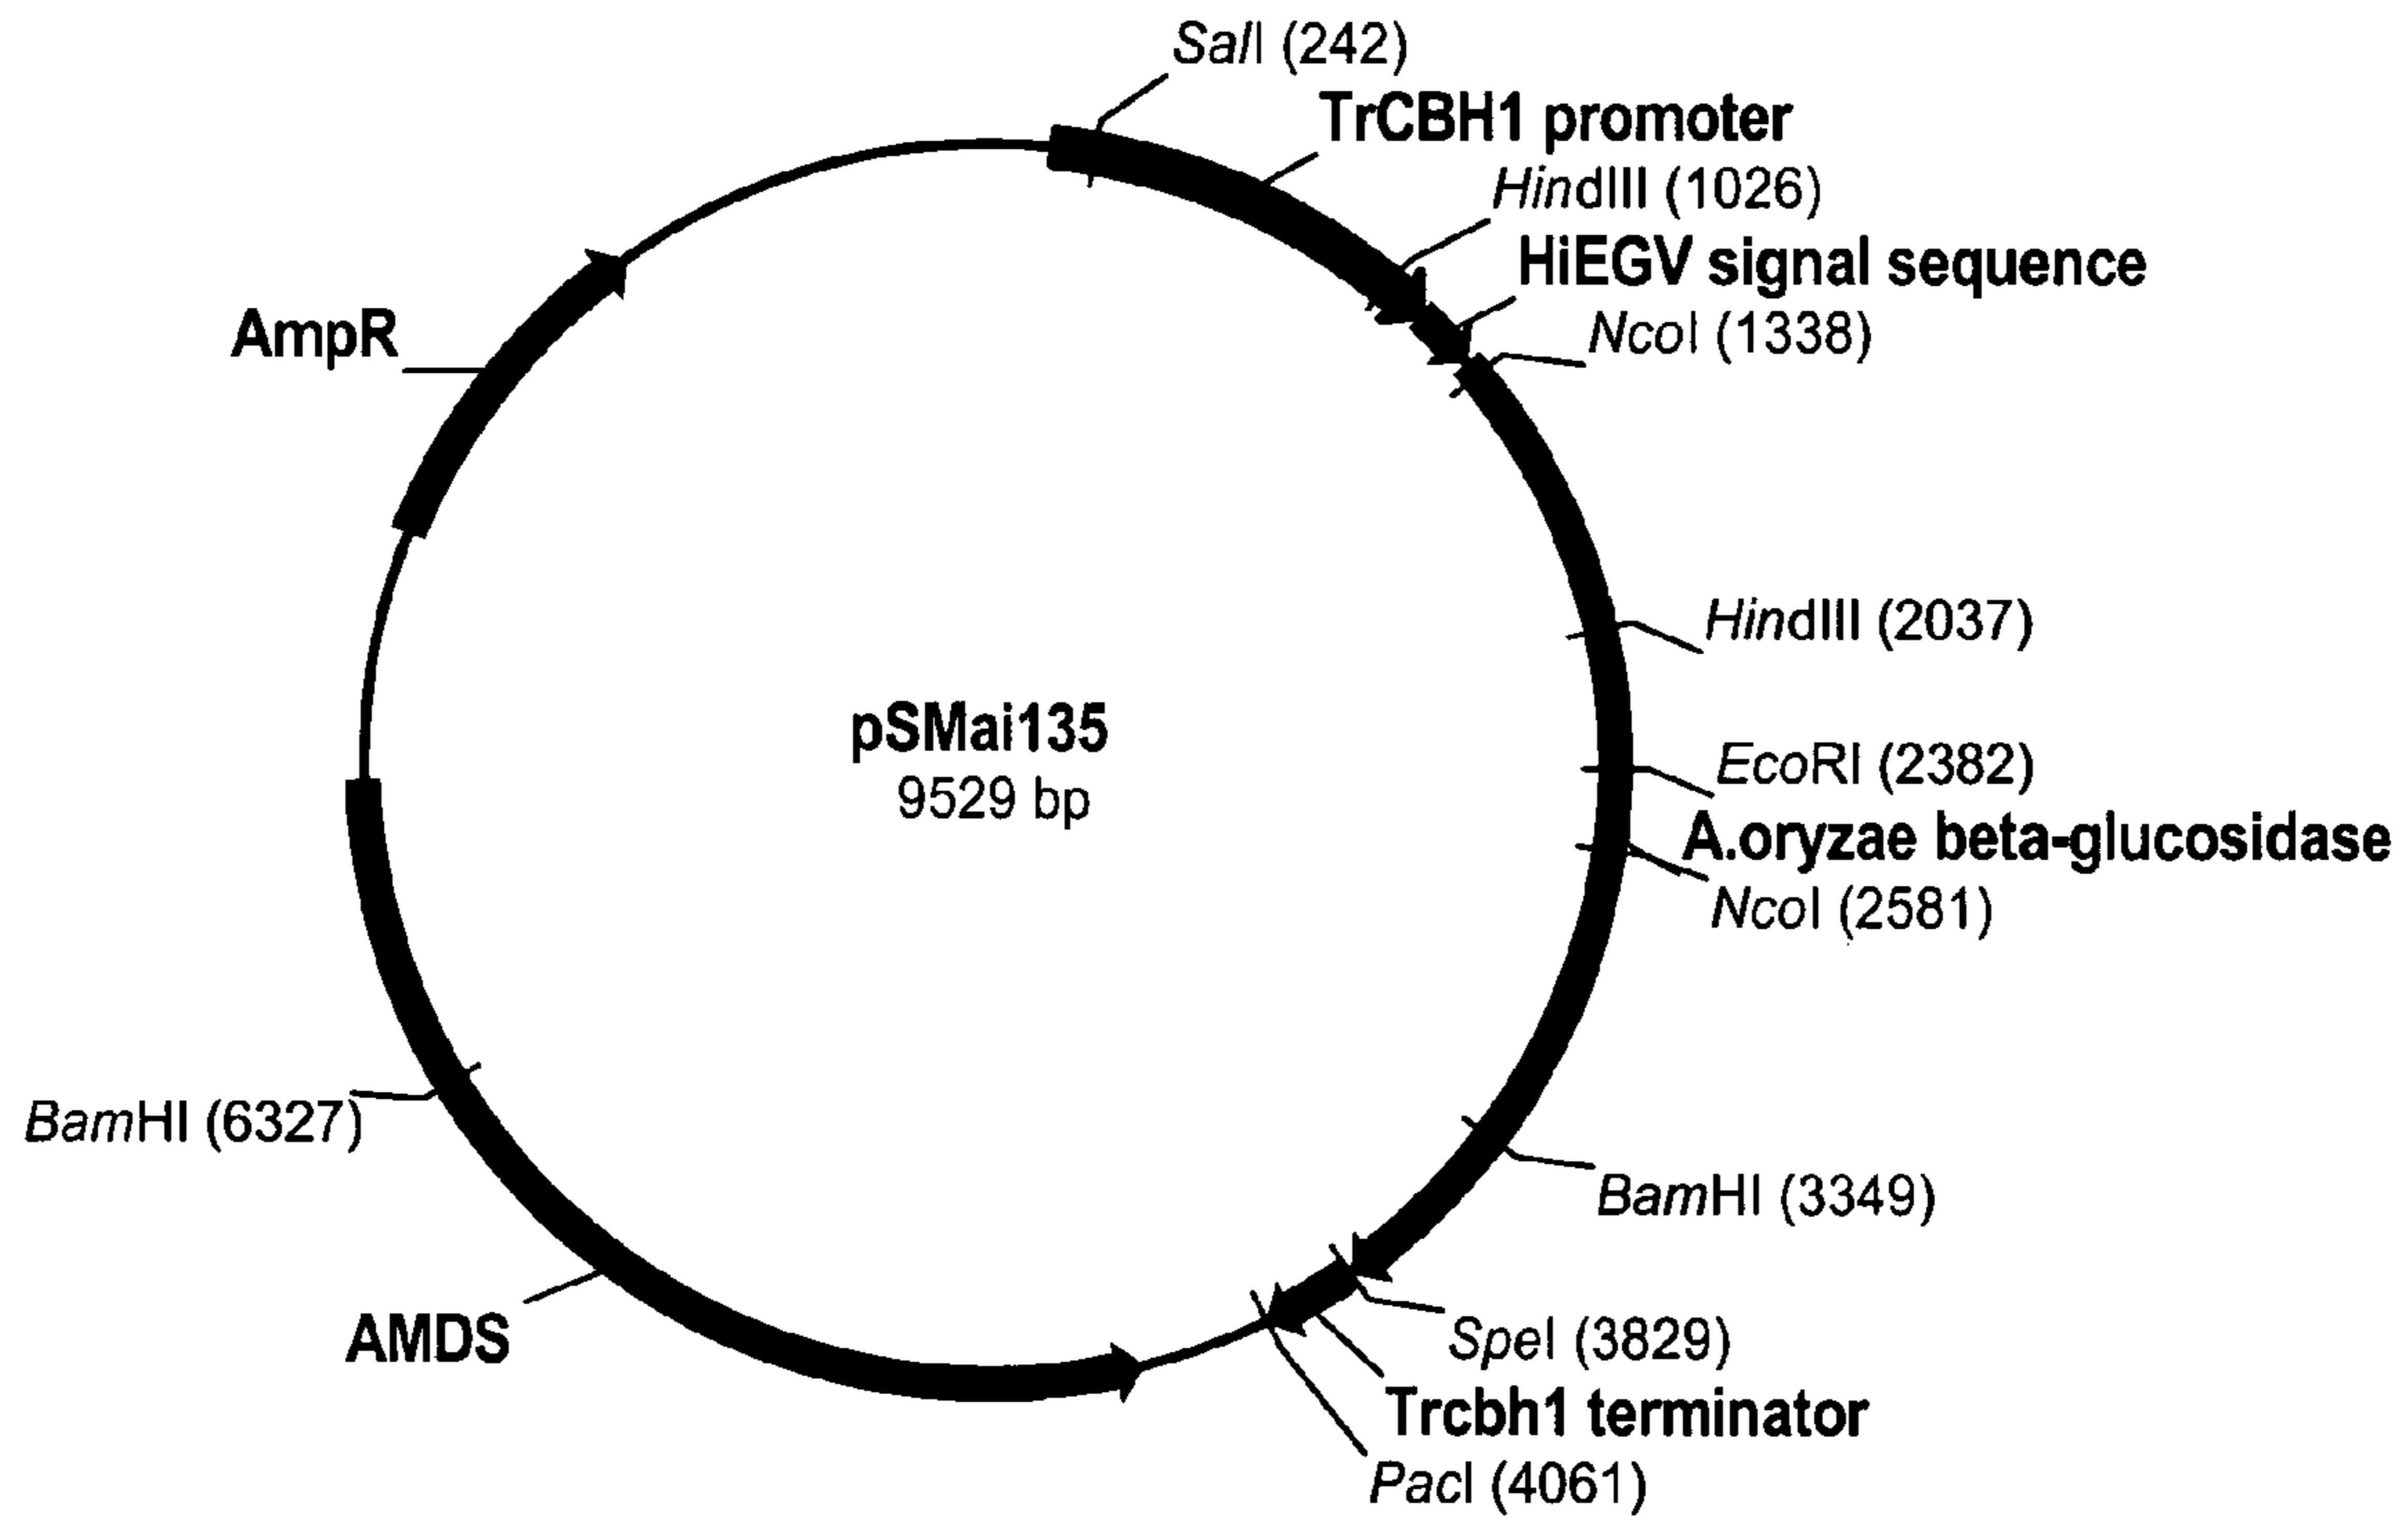 SalI (242)
TrCBH1 promoter
HindIII (1026)
HiEGV signal sequence
NcoI (1338)
AmpR
HindIII (2037)
pSMai135
9529 bp
EcoRI (2382)
A.oryzae beta-glucosidase
NcoI (2581)
BamHI (6327)
BamHI (3349)
AMDS
SpeI (3829)
Trcbh1 terminator
PacI (4061)